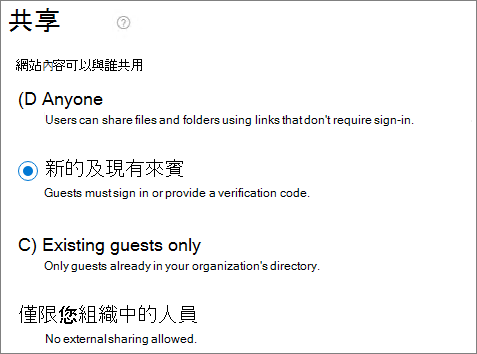 共享
網站內容可以與誰共用
(D Anyone
Users can share files and folders using links that don't require sign-in.
新的及現有來賓
Guests must sign in or provide a verification code.
C) Existing guests only
Only guests already in your organization's directory.
僅限您組織中的人員
No external sharing allowed.